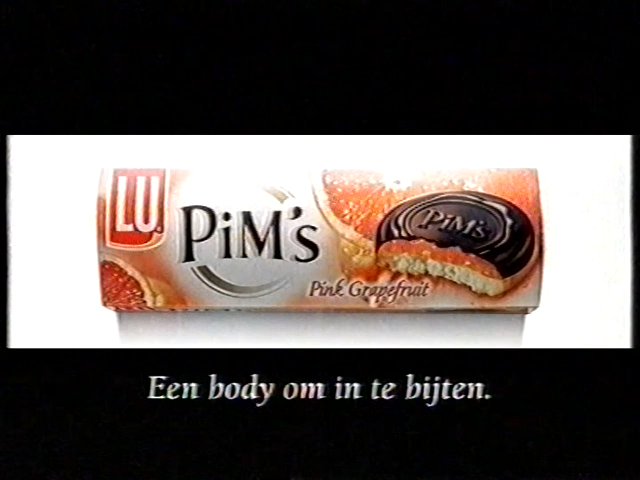 LU
PiM's
PiM's
Pink Grapefruit
Een body om in te bijten.